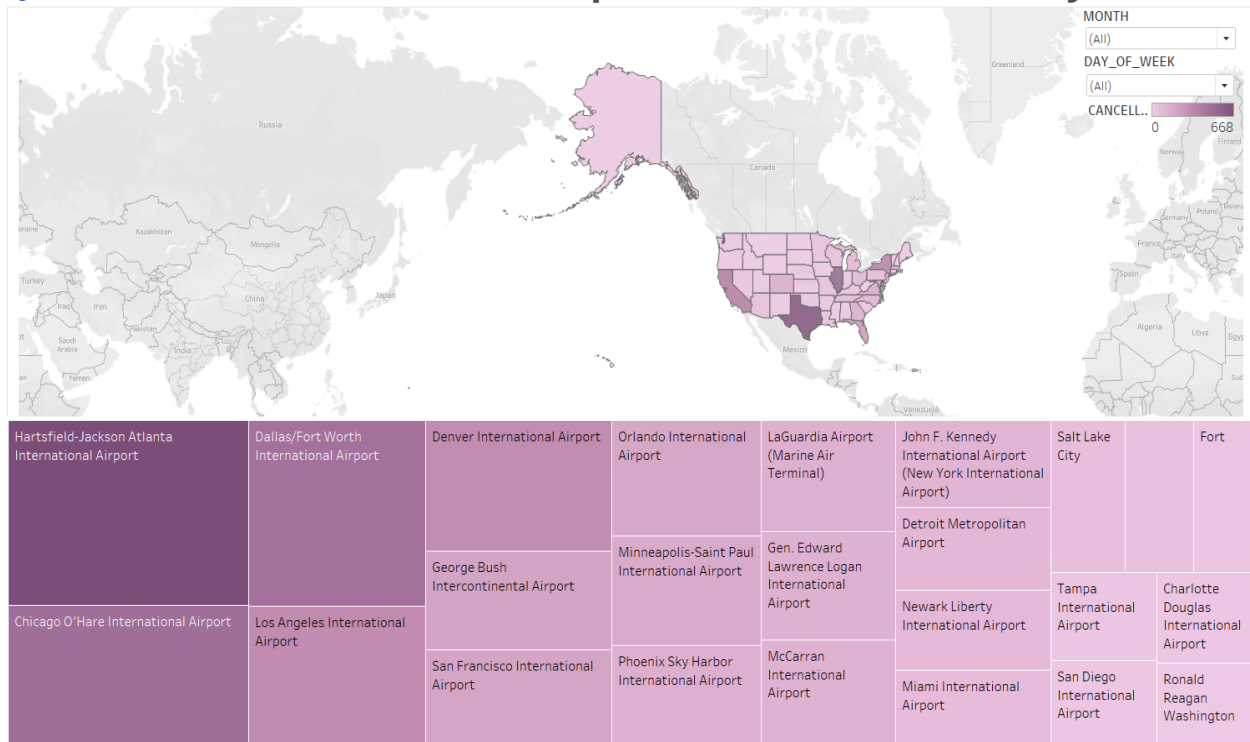 MONTH
(All)
DAY_OF_WEEK
(All)
CANCELL..
0 668
Greenland
Russia
Norway
Finland
Canada
Kazakhstan
Mongolia
Germany
Poland
France
Italy
Turkey
Spain
China
Japan
Iraq
Iran
Pakistan
Saudi
Arabia
India
Algeria
Libya
Mexico
Yemen
Venezuela
Hartsfield-Jackson Atlanta
International Airport
Dallas/Fort Worth
International Airport
Denver International Airport
Orlando International
Airport
LaGuardia Airport
(Marine Air
Terminal)
John F. Kennedy
International Airport
(New York International
Airport)
Salt Lake
City
Fort
Detroit Metropolitan
Airport
Minneapolis-Saint Paul
International Airport
Gen. Edward
Lawrence Logan
International
Airport
George Bush
Intercontinental Airport
Tampa
International
Airport
Charlotte
Douglas
International
Airport
Newark Liberty
International Airport
Chicago O'Hare International Airport
Los Angeles International
Airport
San Francisco International
Airport
Phoenix Sky Harbor
International Airport
McCarran
International
Airport
Miami International
Airport
San Diego
International
Airport
Ronald
Reagan
Washington